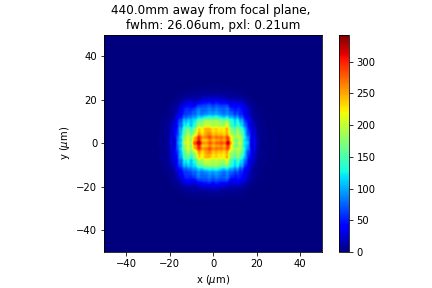 440.0mm away from focal plane,
fwhm: 26.06um, pxl: 0.21um
40
20
0
−20
−40
y (μm)
−40 −20 0 20 40
x (μm)
300
250
200
150
100
50
0